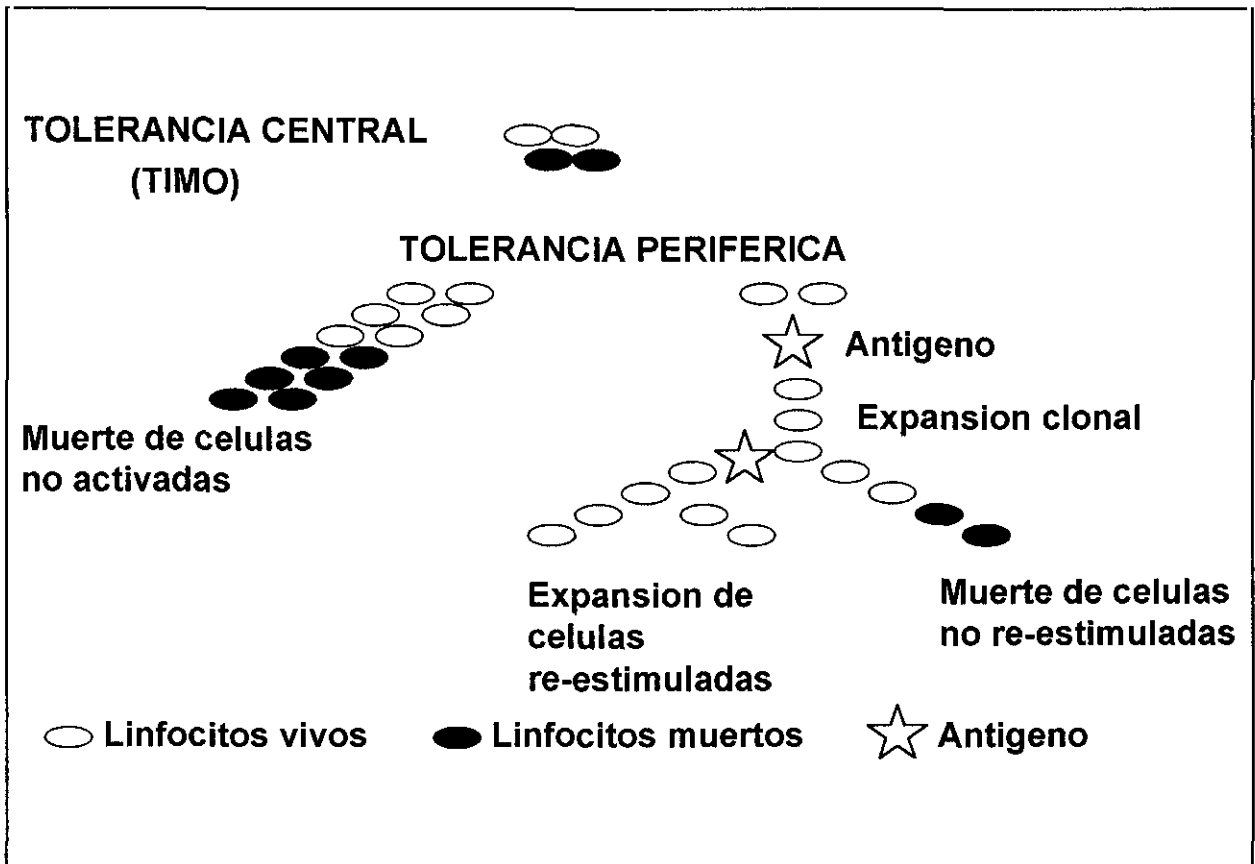 TOLERANCIA CENTRAL
(TIMO)
TOLERANCIA PERIFERICA
Antigeno
Expansion clonal
Muerte de celulas
no activadas
Expansion de
celulas
re-estimuladas
Muerte de celulas
no re-estimuladas
Linfocitos vivos
Linfocitos muertos
Antigeno